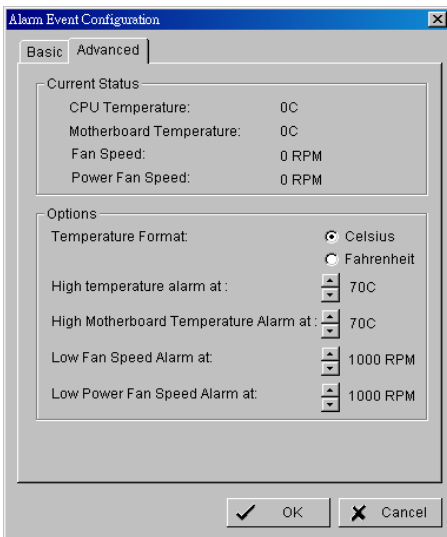 Alarm Event Configuration
Basic Advanced
Current Status
CPU Temperature: 0C
Motherboard Temperature: 0C
Fan Speed: 0 RPM
Power Fan Speed: 0 RPM
Options
Temperature Format: Celsius
Fahrenheit
High temperature alarm at : 70C
High Motherboard Temperature Alarm at : 70C
Low Fan Speed Alarm at: 1000 RPM
Low Power Fan Speed Alarm at: 1000 RPM
OK Cancel